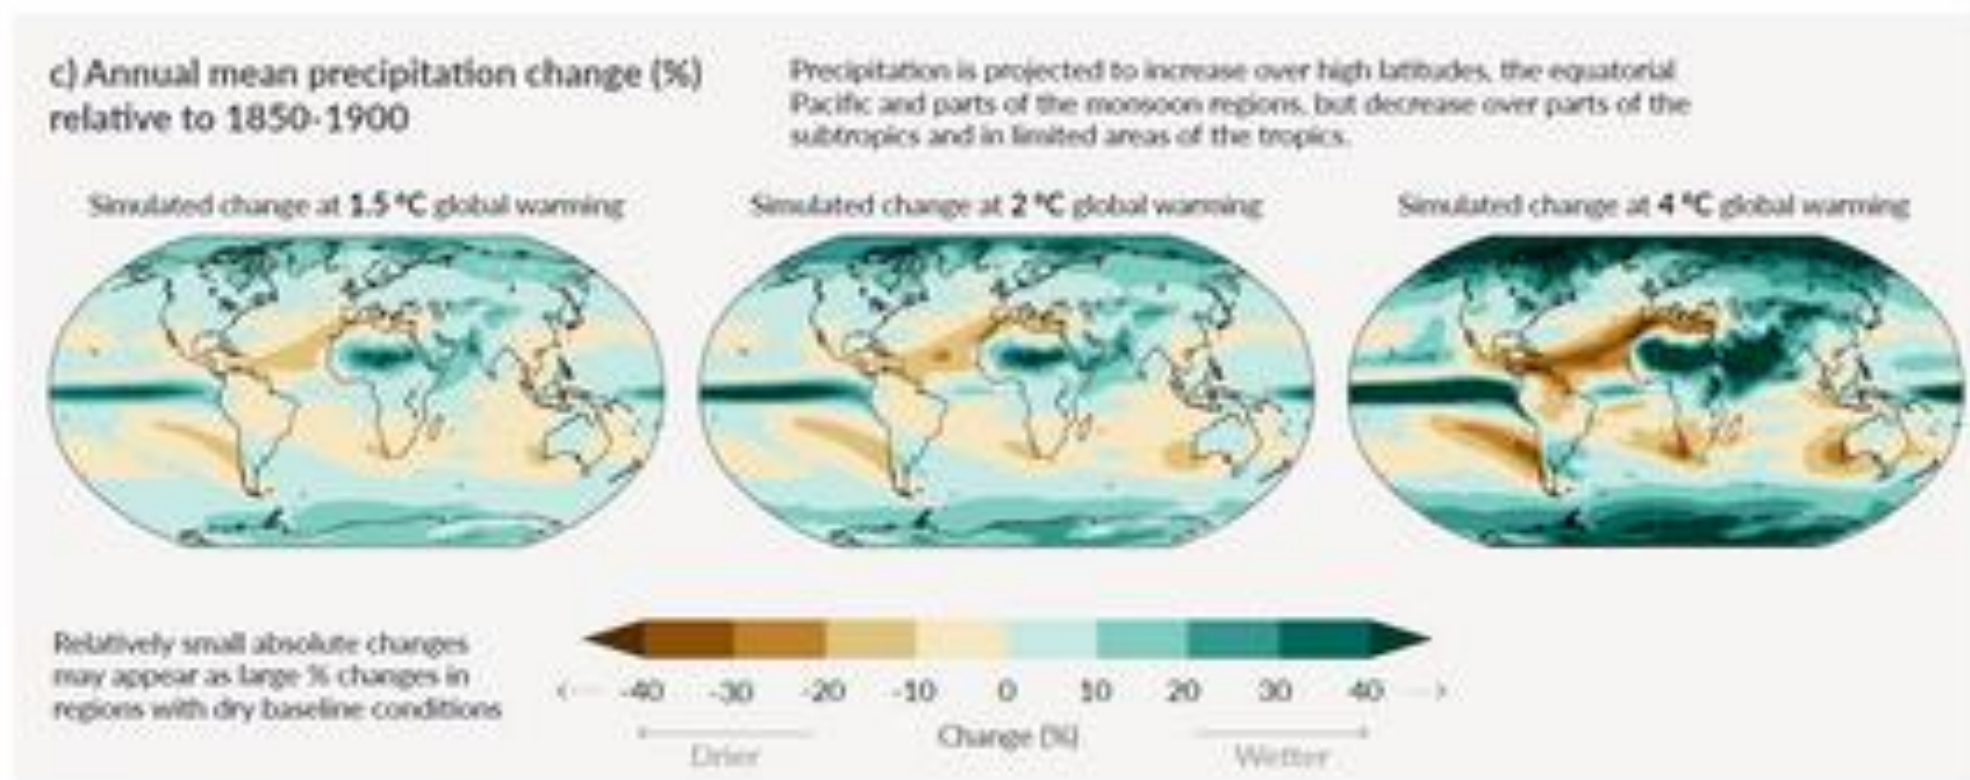 c) Annual mean precipitation change (%)
relative to 1850-1900
Precipitation is projected to increase over high latitudes, the equatorial
Pacific and parts of the monsoon regions, but decrease over parts of the
subtropics and in limited areas of the tropics.
Simulated change at 1.5 °C global warming
Simulated change at 2 °C global warming
Simulated change at 4 °C global warming
Relatively small absolute changes
may appear as large % changes in
regions with dry baseline conditions
-40 -30 -20 -10 0 10 20 30 40
Change (%)
Drier
Wetter